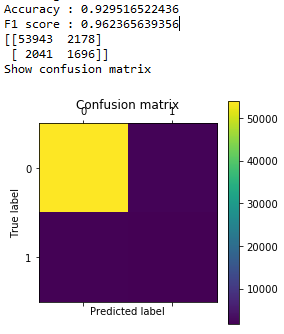 Accuracy : 0.929516522436
F1 score : 0.962365639356
[[53943  2178]
 [ 2041  1696]]
Show confusion matrix
Confusion matrix
0 1
50000
40000
30000
20000
10000
0
1
True label
Predicted label